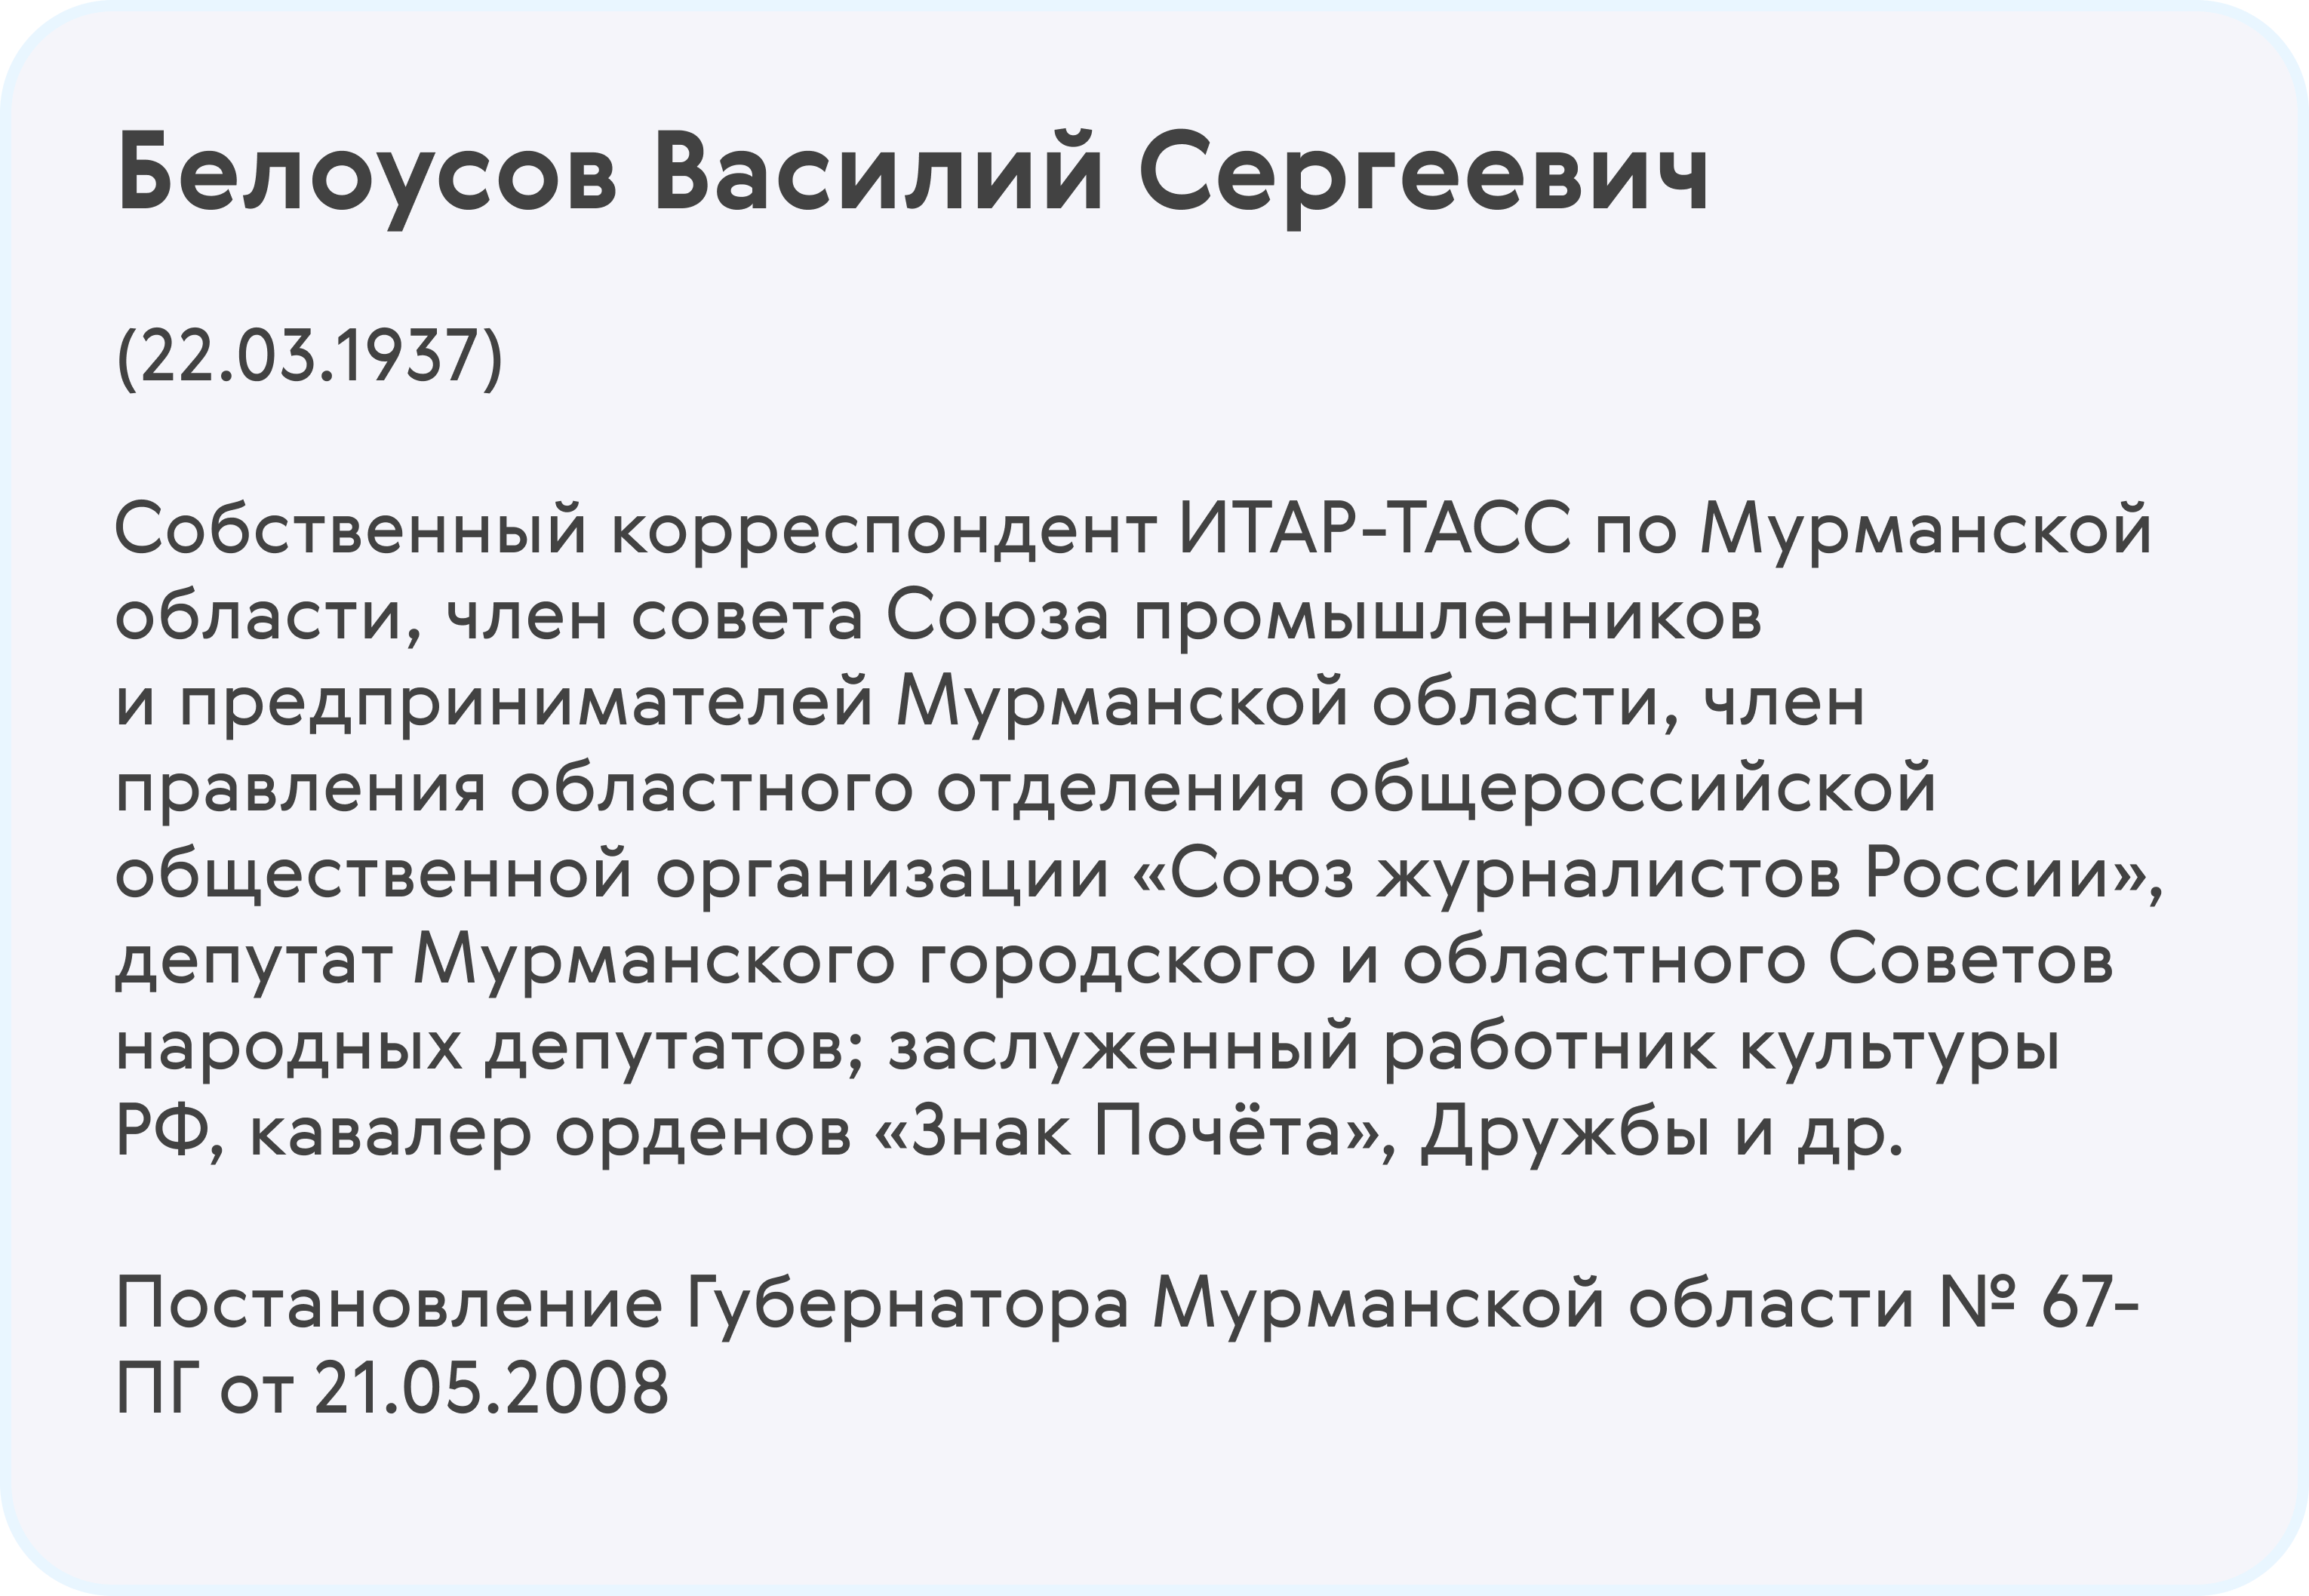 Белоусов Василий Сергеевич
(22.03.1937)
Собственный корреспондент ИТАР-ТАСС по Мурманской
области, член совета Союза промышленников
и предпринимателей Мурманской области, член
правления областного отделения общероссийской
общественной организации «Союз журналистов России»,
депутат Мурманского городского и областного Советов
народных депутатов; заслуженный работник культуры
РФ, кавалер орденов «Знак Почёта», Дружбы и др.
Постановление Губернатора Мурманской области № 67-
ПГ от 21.05.2008